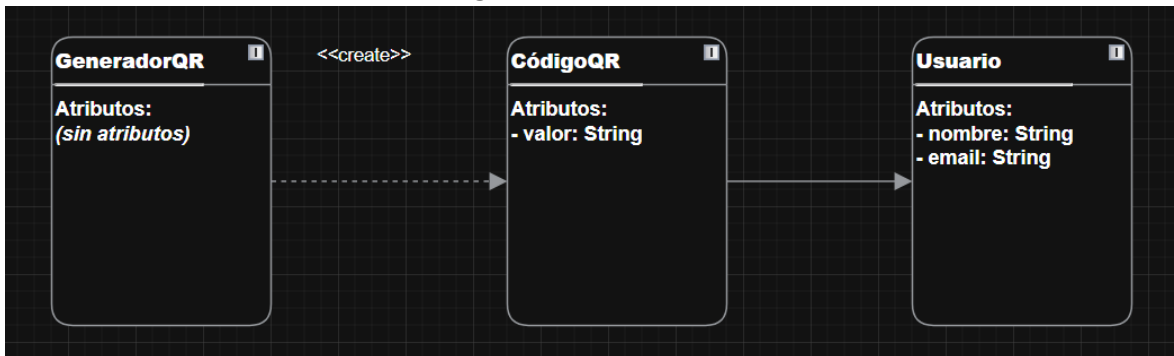 GeneradorQR
Atributos:
(sin atributos)
<<create>>
CódigoQR
Atributos:
- valor: String
Usuario
Atributos:
- nombre: String
- email: String